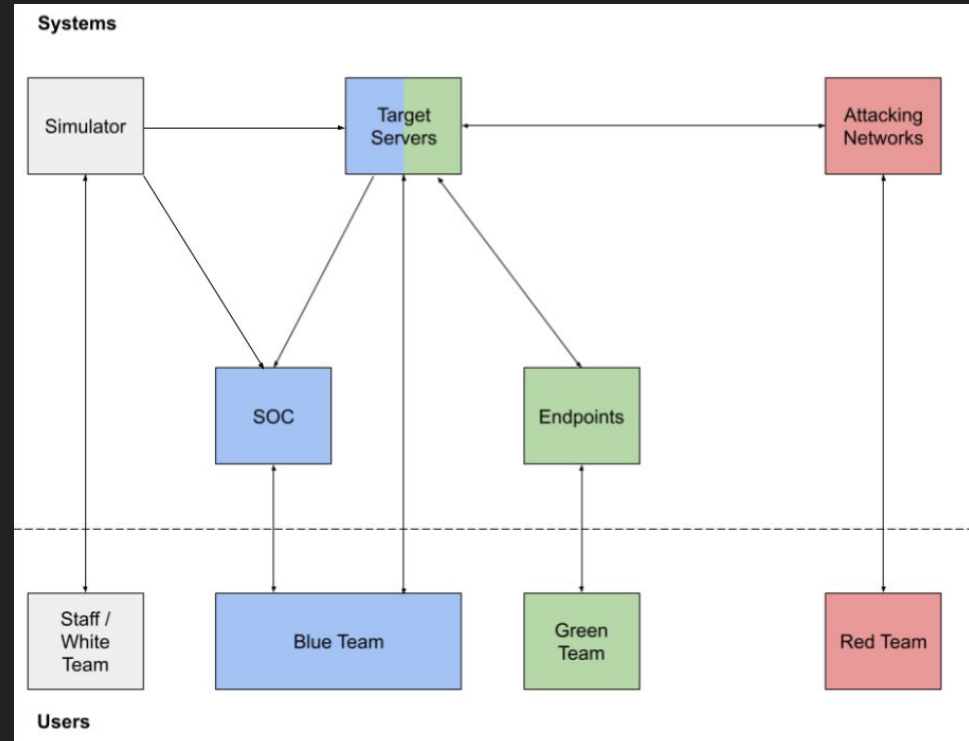 Systems
Simulator
Target
Servers
Attacking
Networks
SOC
Endpoints
Staff /
White
Team
Blue Team
Green
Team
Red Team
Users